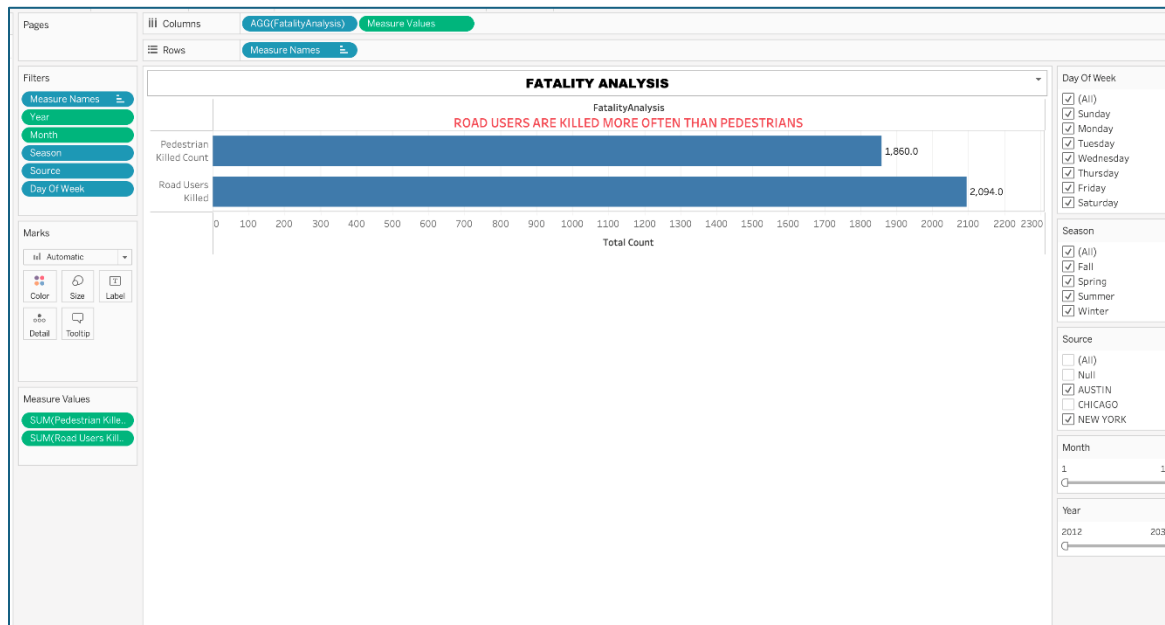 Pages
Columns AGG(FatalityAnalysis) Measure Values
Rows Measure Names
Filters
Measure Names
Year
Month
Season
Source
Day Of Week
Marks
Automatic
Color Size Label
Detail Tooltip
Measure Values
SUM(Pedestrian Kille..
SUM(Road Users Kill..
FATALITY ANALYSIS
FatalityAnalysis
ROAD USERS ARE KILLED MORE OFTEN THAN PEDESTRIANS
Pedestrian
Killed Count
1,860.0
Road Users
Killed
2,094.0
0 100 200 300 400 500 600 700 800 900 1000 1100 1200 1300 1400 1500 1600 1700 1800 1900 2000 2100 2200 2300
Total Count
Day Of Week
(All)
Sunday
Monday
Tuesday
Wednesday
Thursday
Friday
Saturday
Season
(All)
Fall
Spring
Summer
Winter
Source
(All)
Null
AUSTIN
CHICAGO
NEW YORK
Month
1 1
Year
2012 203